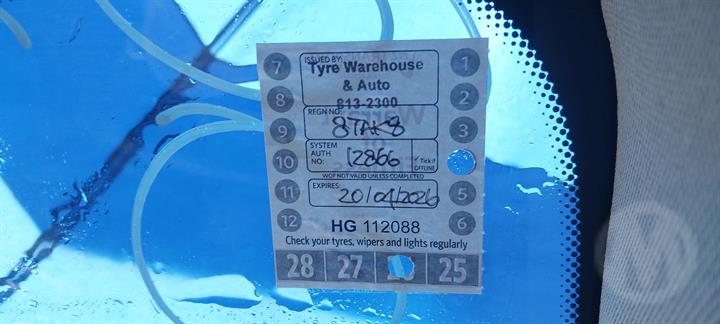 7 ISSUED BY: 1
Tyre Warehouse
& Auto
8 813-2300 2
REGN NO:
9 8TAK8 3
10 SYSTEM AUTH NO: 12866 ✓ Tick if OFFLINE
WOF NOT VALID UNLESS COMPLETED
11 EXPIRES: 20/04/2026 5
12 HG 112088 6
Check your tyres, wipers and lights regularly
28 27 25